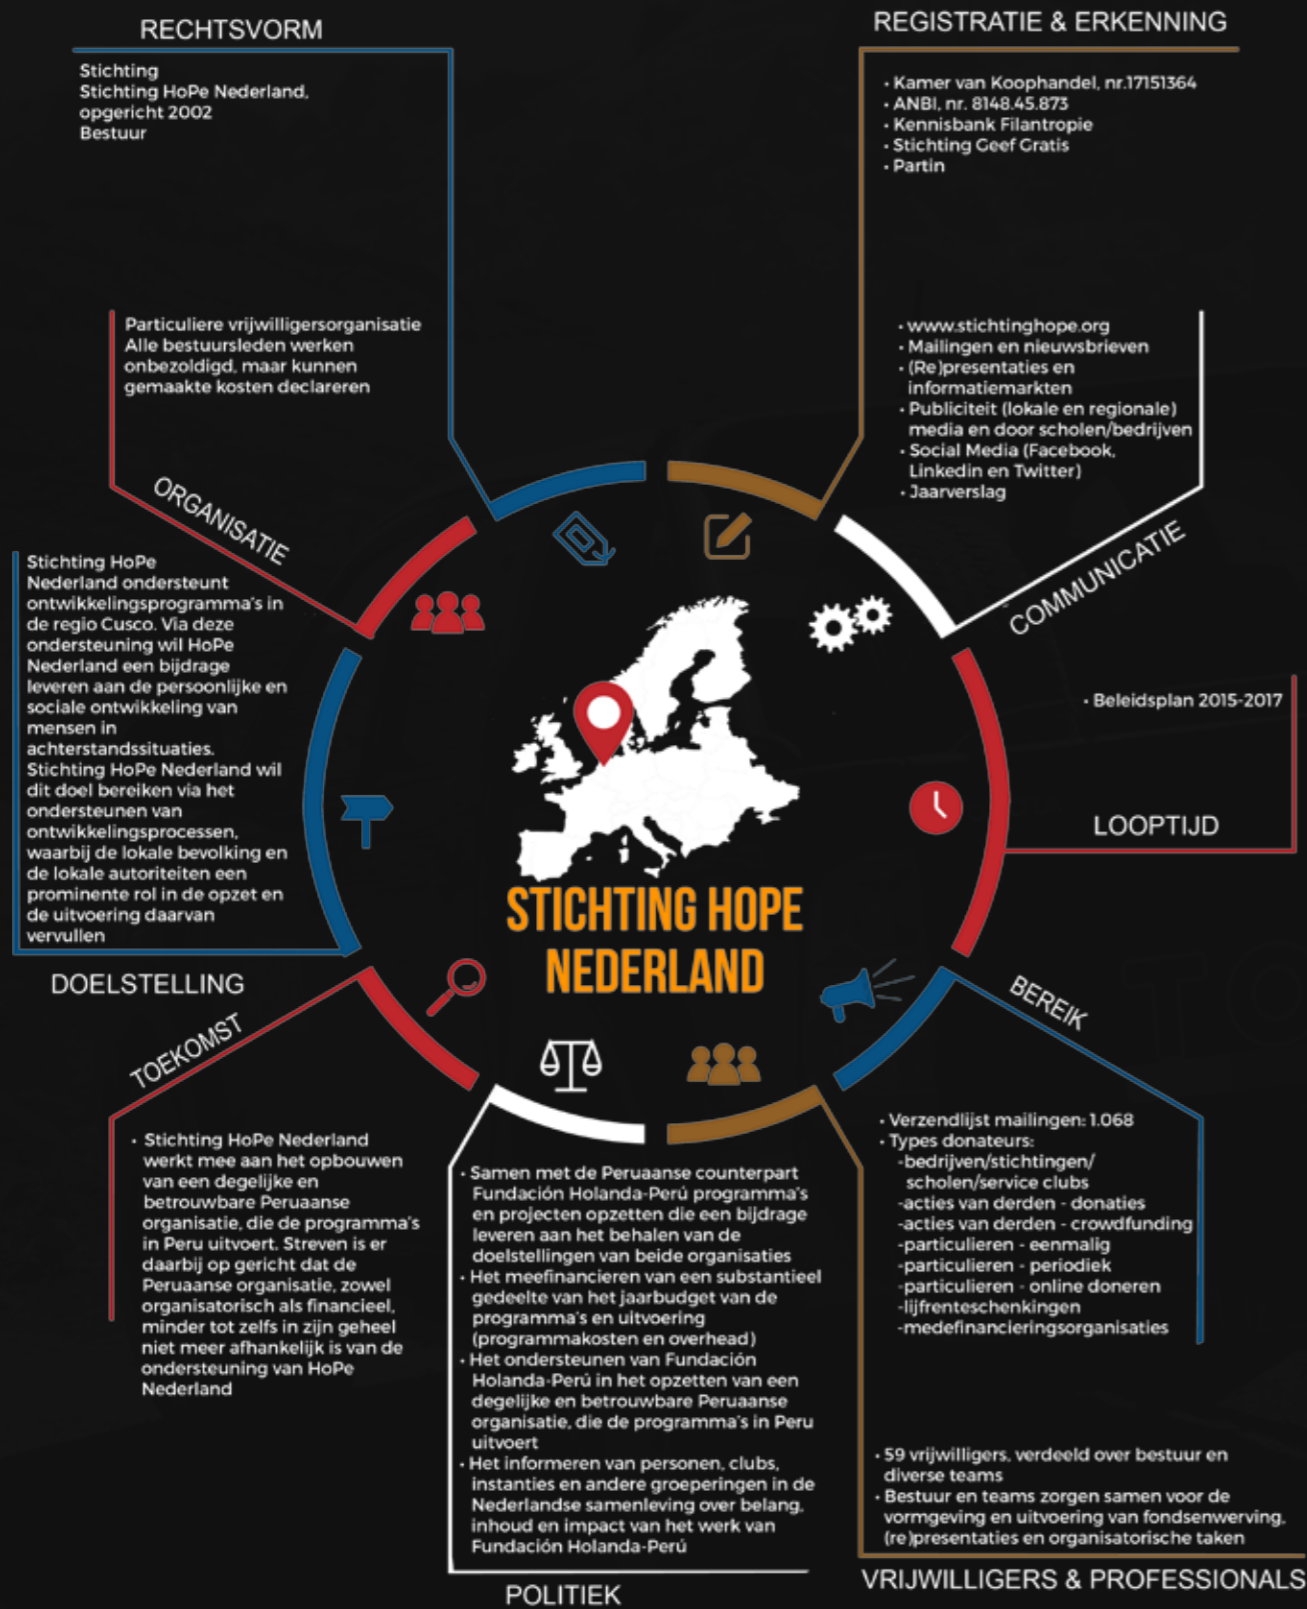 RECHTSVORM
Stichting
Stichting HoPe Nederland,
opgericht 2002
Bestuur
REGISTRATIE & ERKENNING
• Kamer van Koophandel, nr.17151364
• ANBI, nr. 8148.45.873
• Kennisbank Filantropie
• Stichting Geef Gratis
• Partin
Particuliere vrijwilligersorganisatie
Alle bestuursleden werken
onbezoldigd, maar kunnen
gemaakte kosten declareren
ORGANISATIE
• www.stichtinghope.org
• Mailingen en nieuwsbrieven
• (Re)presentaties en
informatiemarkten
• Publiciteit (lokale en regionale)
media en door scholen/bedrijven
• Social Media (Facebook,
Linkedin en Twitter)
• Jaarverslag
COMMUNICATIE
Stichting HoPe
Nederland ondersteunt
ontwikkelingsprogramma's in
de regio Cusco. Via deze
ondersteuning wil HoPe
Nederland een bijdrage
leveren aan de persoonlijke en
sociale ontwikkeling van
mensen in
achterstandssituaties.
Stichting HoPe Nederland wil
dit doel bereiken via het
ondersteunen van
ontwikkelingsprocessen,
waarbij de lokale bevolking en
de lokale autoriteiten een
prominente rol in de opzet en
de uitvoering daarvan
vervullen
DOELSTELLING
• Beleidsplan 2015-2017
LOOPTIJD
STICHTING HOPE
NEDERLAND
TOEKOMST
• Stichting HoPe Nederland
werkt mee aan het opbouwen
van een degelijke en
betrouwbare Peruaanse
organisatie, die de programma's
in Peru uitvoert. Streven is er
daarbij op gericht dat de
Peruaanse organisatie, zowel
organisatorisch als financieel,
minder tot zelfs in zijn geheel
niet meer afhankelijk is van de
ondersteuning van HoPe
Nederland
• Samen met de Peruaanse counterpart
Fundación Holanda-Perú programma's
en projecten opzetten die een bijdrage
leveren aan het behalen van de
doelstellingen van beide organisaties
• Het meefinancieren van een substantieel
gedeelte van het jaarbudget van de
programma's en uitvoering
(programmakosten en overhead)
• Het ondersteunen van Fundación
Holanda-Perú in het opzetten van een
degelijke en betrouwbare Peruaanse
organisatie, die de programma's in Peru
uitvoert
• Het informeren van personen, clubs,
instanties en andere groeperingen in de
Nederlandse samenleving over belang,
inhoud en impact van het werk van
Fundación Holanda-Perú
POLITIEK
BEREIK
• Verzendlijst mailingen: 1.068
• Types donateurs:
-bedrijven/stichtingen/
scholen/service clubs
-acties van derden - donaties
-acties van derden - crowdfunding
-particulieren - eenmalig
-particulieren - periodiek
-particulieren - online doneren
-lijfrenteschenkingen
-medefinancieringsorganisaties
• 59 vrijwilligers, verdeeld over bestuur en
diverse teams
• Bestuur en teams zorgen samen voor de
vormgeving en uitvoering van fondsenwerving,
(re)presentaties en organisatorische taken
VRIJWILLIGERS & PROFESSIONALS